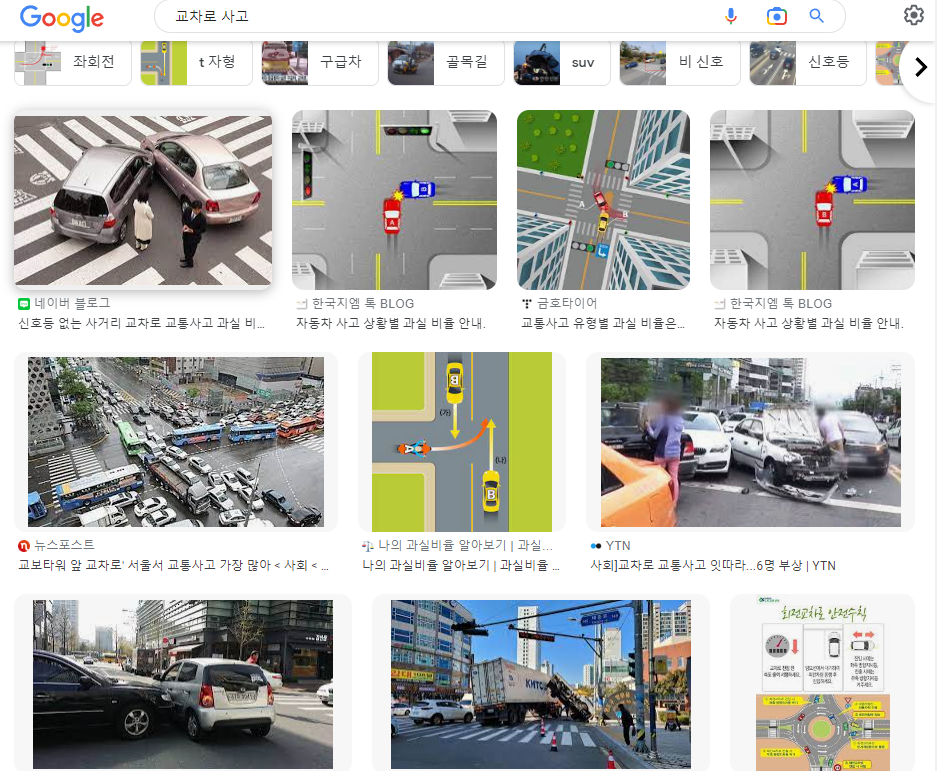 Google
교차로 사고
좌회전
t 자형
구급차
골목길
suv
비 신호
신호등
B
A
A
B
A
B
네이버 블로그
한국지엠 톡 BLOG
금호타이어
한국지엠 톡 BLOG
신호등 없는 사거리 교차로 교통사고 과실 비...
자동차 사고 상황별 과실 비율 안내.
교통사고 유형별 과실 비율은...
자동차 사고 상황별 과실 비율 안내.
B
(가)
A
(나)
B
뉴스포스트
나의 과실비율 알아보기 | 과실...
YTN
교보타워 앞 교차로' 서울서 교통사고 가장 많아 < 사회 < ...
나의 과실비율 알아보기 | 과실비율 ...
사회]교차로 교통사고 잇따라...6명 부상 | YTN
회전교차로 안전수칙
KMTC